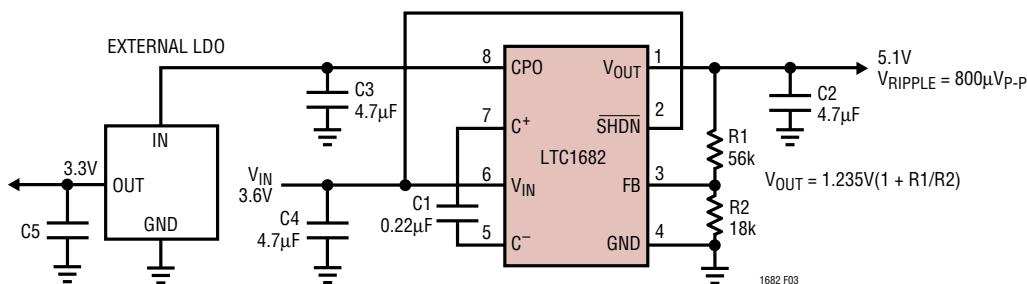 EXTERNAL LDO
IN
OUT
GND
3.3V
C5
C3
4.7µF
VIN
3.6V
C4
4.7µF
C1
0.22µF
8
7
6
5
CPO
C+
VIN
C–
LTC1682
VOUT
SHDN
FB
GND
1
2
3
4
R1
56k
R2
18k
C2
4.7µF
5.1V
VRIPPLE = 800µVP-P
VOUT = 1.235V(1 + R1/R2)
1682 F03